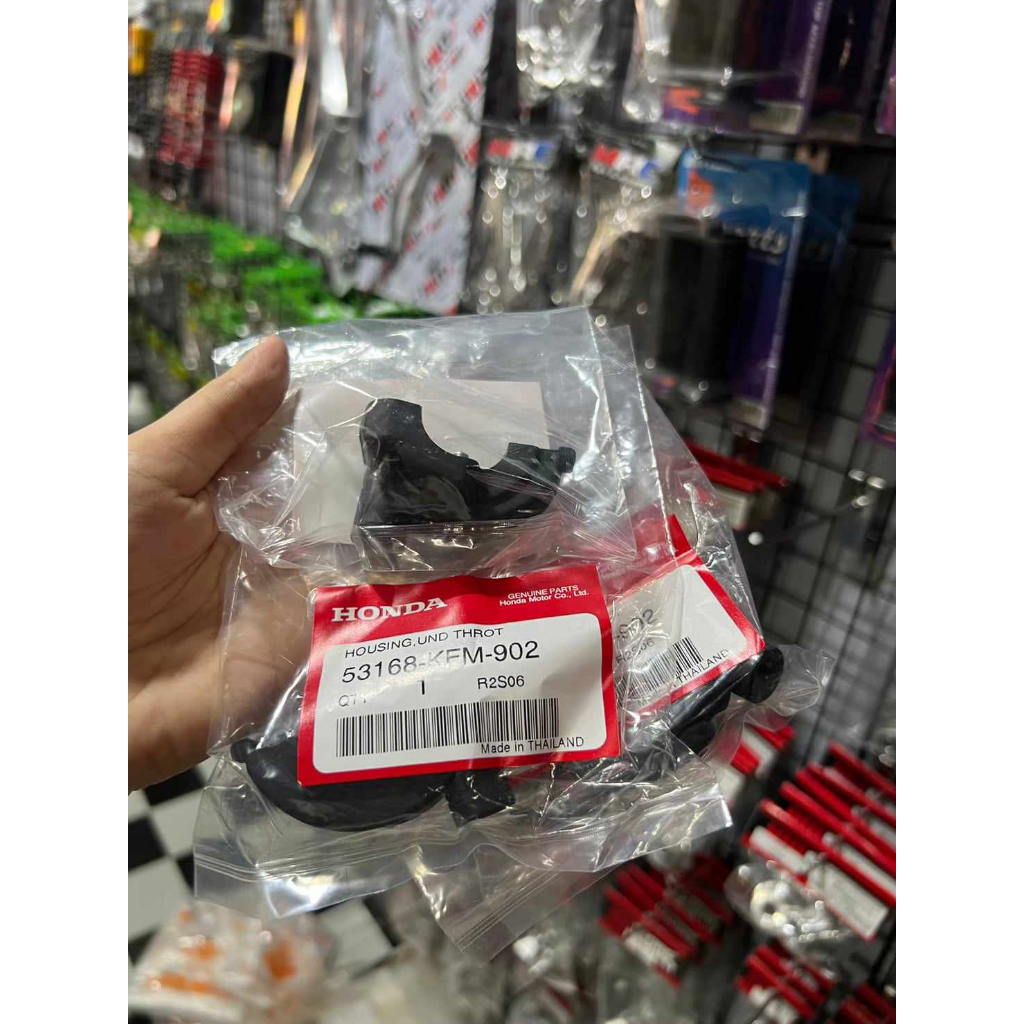 HONDA
GENUINE PARTS
Honda Motor Co., Ltd.
HOUSING,UND THROT
53168-KFM-902
1 R2S06
Made in THAILAND
R2S06
THAILAND